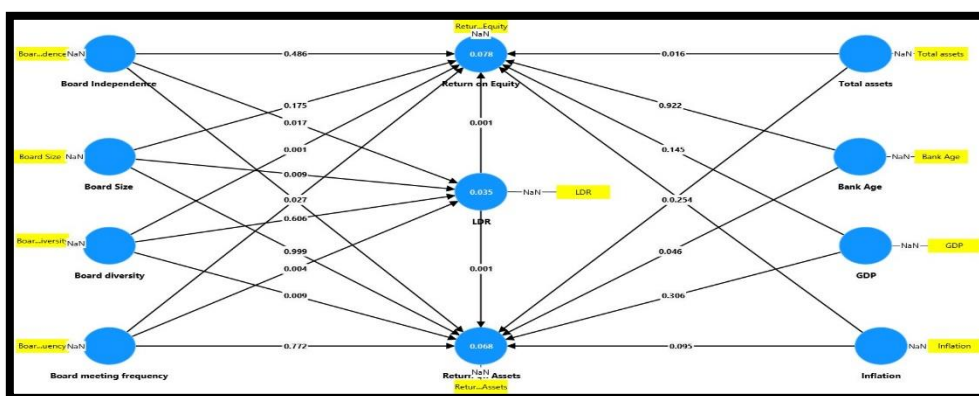 Retur...Equity
NaN
Boar...dence
NaN
0.486
0.078
0.016
NaN
Total assets
Board Independence
Return on Equity
Total assets
0.175
0.922
0.017
0.001
0.145
0.001
Board Size
NaN
NaN
Bank Age
Board Size
0.009
Bank Age
0.027
0.035
NaN
LDR
0.254
0.606
LDR
Boar...iversity
NaN
NaN
GDP
0.999
0.046
Board diversity
0.004
0.001
GDP
0.009
0.306
Boar...uency
NaN
0.772
0.068
0.095
NaN
Inflation
Board meeting frequency
Assets
Inflation
NaN
Retur...Assets